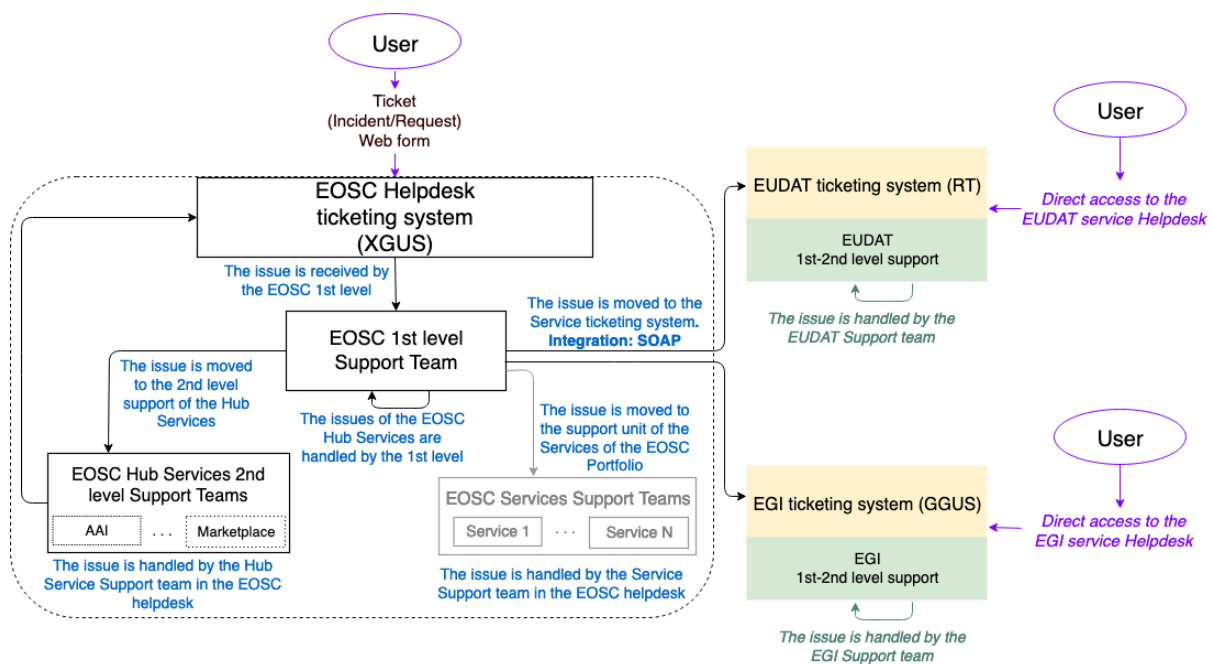 User
Ticket
(Incident/Request)
Web form
EOSC Helpdesk
ticketing system
(XGUS)
The issue is received by
the EOSC 1st level
EOSC 1st level
Support Team
The issue is moved
to the 2nd level
support of the Hub
Services
The issues of the EOSC
Hub Services are
handled by the 1st level
The issue is moved to the
Service ticketing system.
Integration: SOAP
The issue is moved to
the support unit of the
Services of the EOSC
Portfolio
EOSC Hub Services 2nd
level Support Teams
AAI
. . .
Marketplace
The issue is handled by the Hub
Service Support team in the EOSC
helpdesk
EOSC Services Support Teams
Service 1
. . .
Service N
The issue is handled by the Service
Support team in the EOSC helpdesk
User
EUDAT ticketing system (RT)
Direct access to the
EUDAT service Helpdesk
EUDAT
1st-2nd level support
The issue is handled by the
EUDAT Support team
User
EGI ticketing system (GGUS)
Direct access to the
EGI service Helpdesk
EGI
1st-2nd level support
The issue is handled by the
EGI Support team